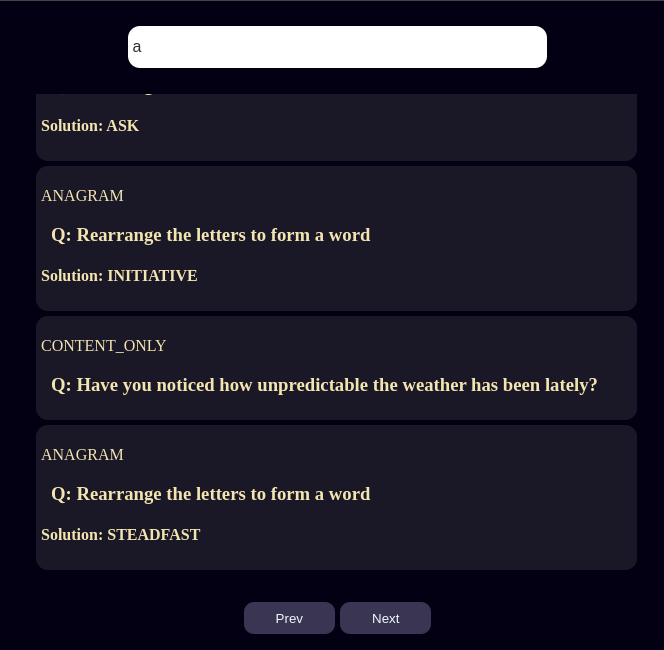 a
Solution: ASK
ANAGRAM
Q: Rearrange the letters to form a word
Solution: INITIATIVE
CONTENT_ONLY
Q: Have you noticed how unpredictable the weather has been lately?
ANAGRAM
Q: Rearrange the letters to form a word
Solution: STEADFAST
Prev Next